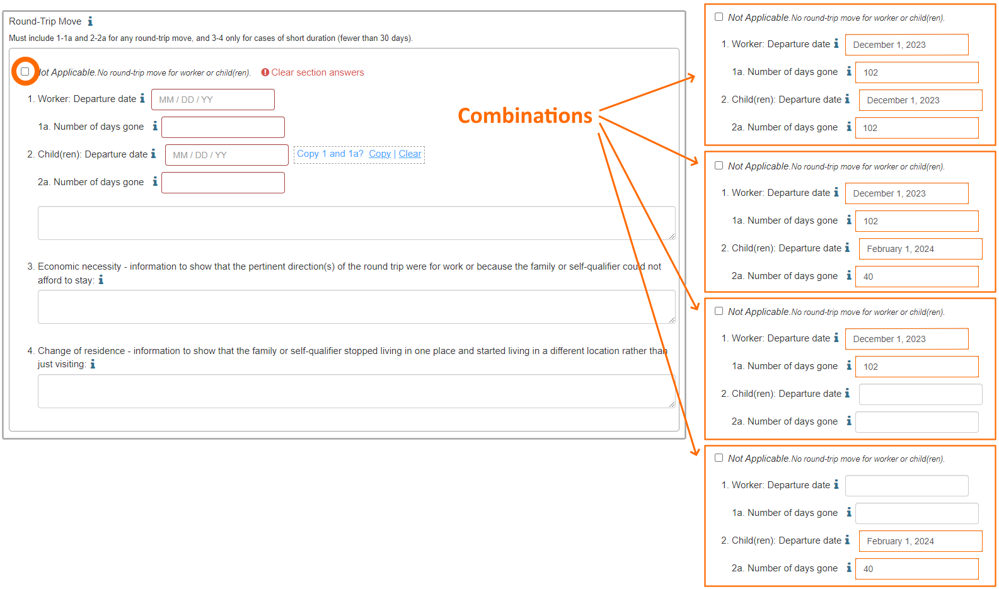 Round-Trip Move
Must include 1-1a and 2-2a for any round-trip move, and 3-4 only for cases of short duration (fewer than 30 days).
Not Applicable. No round-trip move for worker or child(ren). Clear section answers
1. Worker: Departure date MM / DD / YY
1a. Number of days gone
2. Child(ren): Departure date MM / DD / YY Copy 1 and 1a? Copy | Clear
2a. Number of days gone
3. Economic necessity - information to show that the pertinent direction(s) of the round trip were for work or because the family or self-qualifier could not
afford to stay:
4. Change of residence - information to show that the family or self-qualifier stopped living in one place and started living in a different location rather than
just visiting:
Combinations
Not Applicable. No round-trip move for worker or child(ren).
1. Worker: Departure date December 1, 2023
1a. Number of days gone 102
2. Child(ren): Departure date December 1, 2023
2a. Number of days gone 102
Not Applicable. No round-trip move for worker or child(ren).
1. Worker: Departure date December 1, 2023
1a. Number of days gone 102
2. Child(ren): Departure date February 1, 2024
2a. Number of days gone 40
Not Applicable. No round-trip move for worker or child(ren).
1. Worker: Departure date December 1, 2023
1a. Number of days gone 102
2. Child(ren): Departure date
2a. Number of days gone
Not Applicable. No round-trip move for worker or child(ren).
1. Worker: Departure date
1a. Number of days gone
2. Child(ren): Departure date February 1, 2024
2a. Number of days gone 40